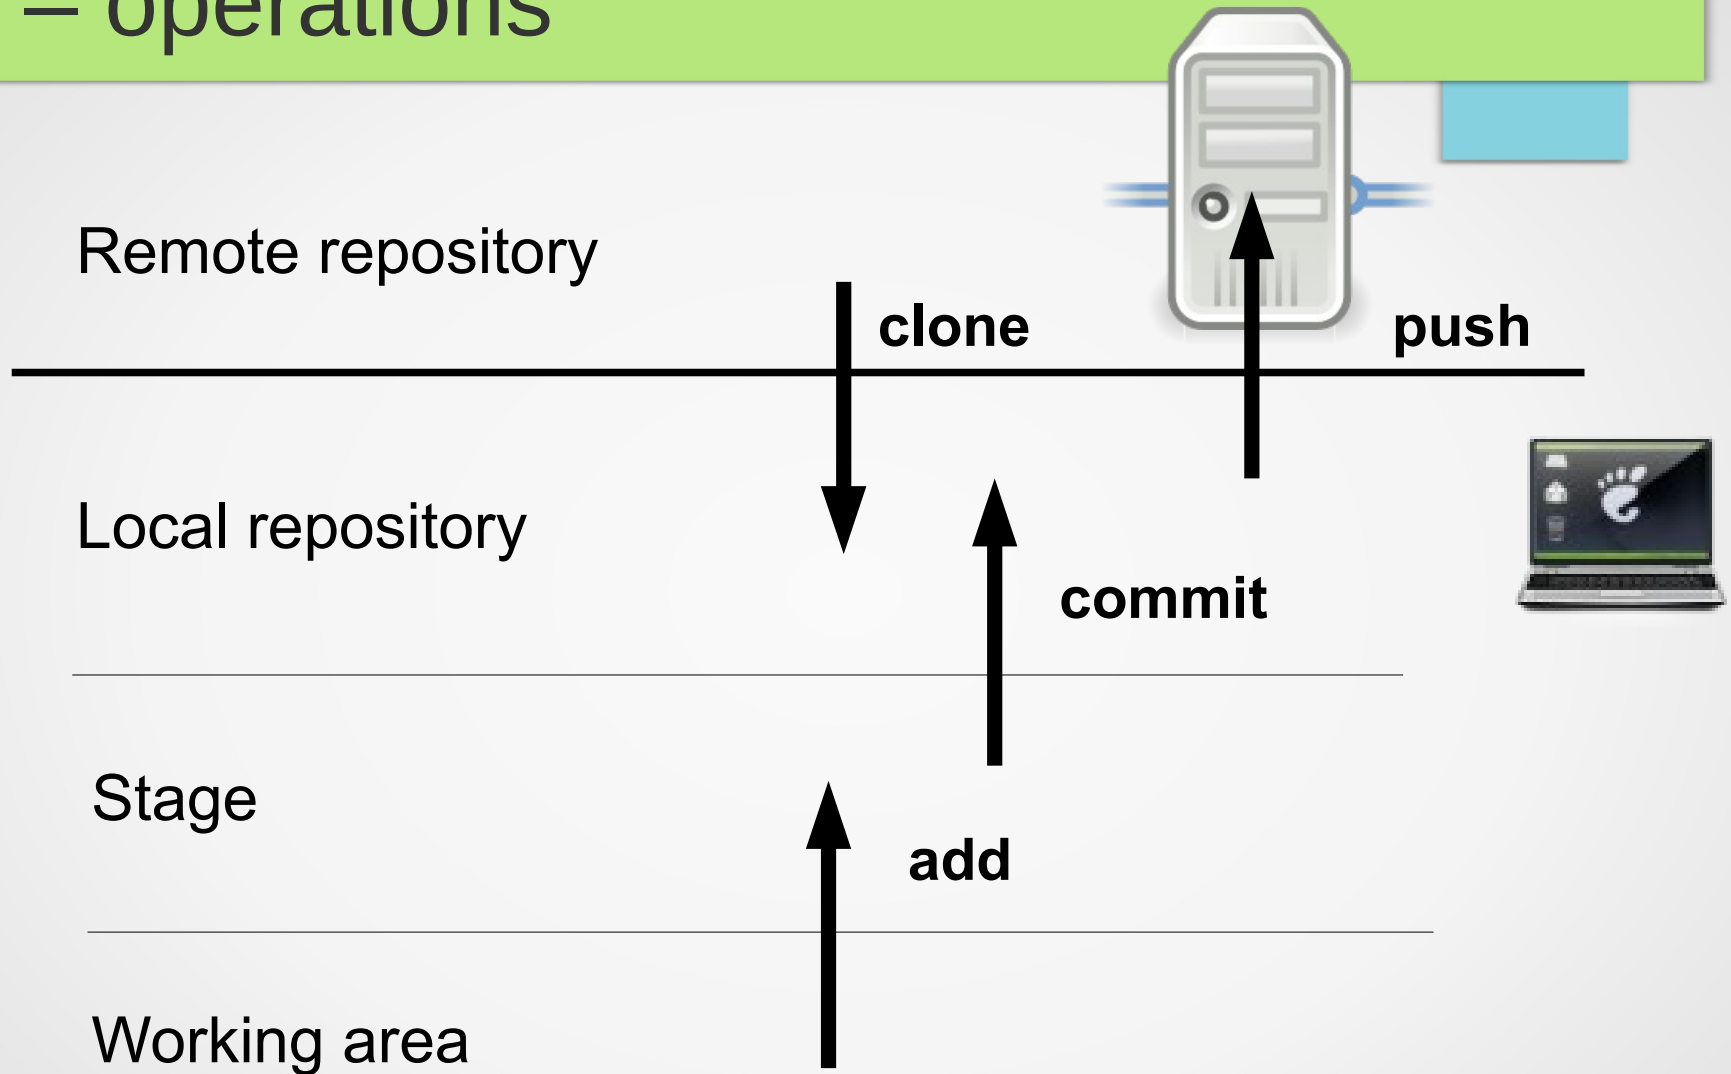 – operations
Remote repository
clone
push
Local repository
commit
Stage
add
Working area